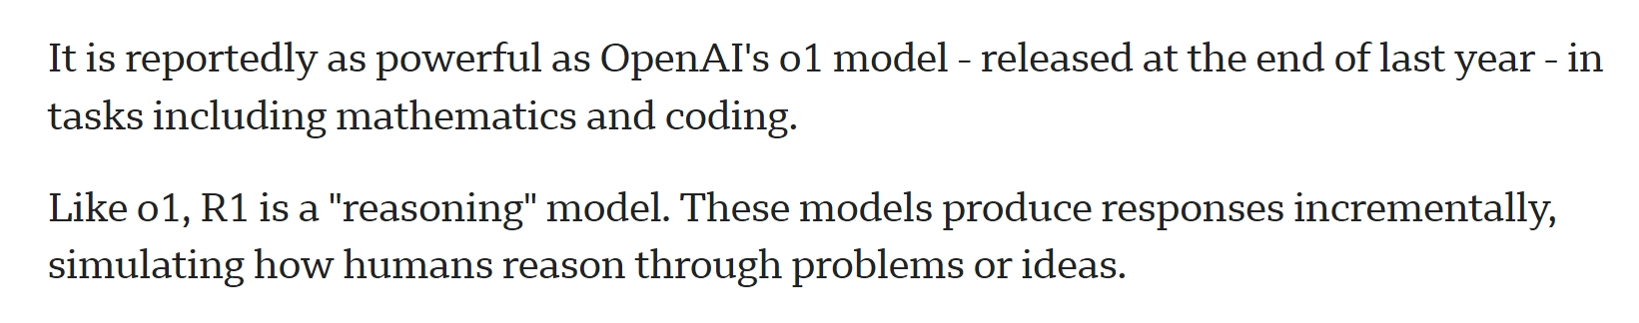 It is reportedly as powerful as OpenAI's o1 model - released at the end of last year - in
tasks including mathematics and coding.
Like o1, R1 is a "reasoning" model. These models produce responses incrementally,
simulating how humans reason through problems or ideas.